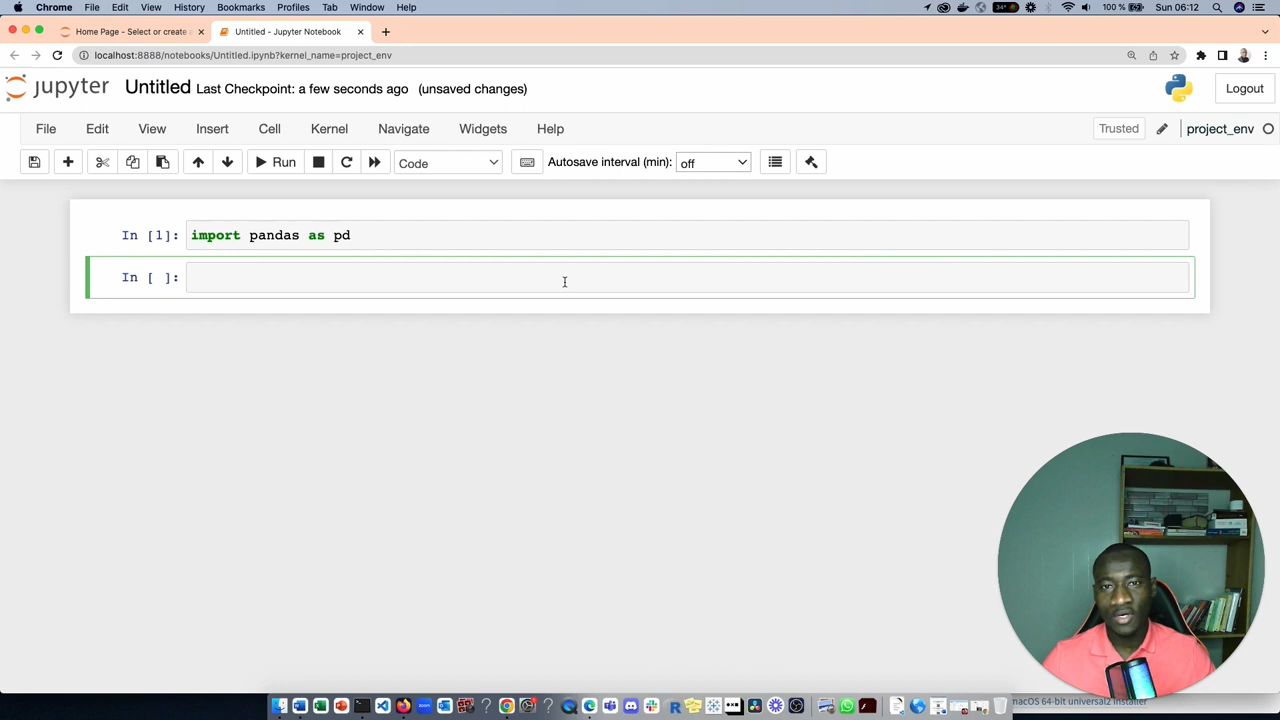 Chrome File Edit View History Bookmarks Profiles Tab Window Help 34° 100 % Sun 06:12
Home Page - Select or create a Untitled - Jupyter Notebook
localhost:8888/notebooks/Untitled.ipynb?kernel_name=project_env
jupyter Untitled Last Checkpoint: a few seconds ago (unsaved changes) Logout
File Edit View Insert Cell Kernel Navigate Widgets Help Trusted project_env
Run Code Autosave interval (min): off
In [1]: import pandas as pd
In [ ]:
macOS 64-bit universal2 installer